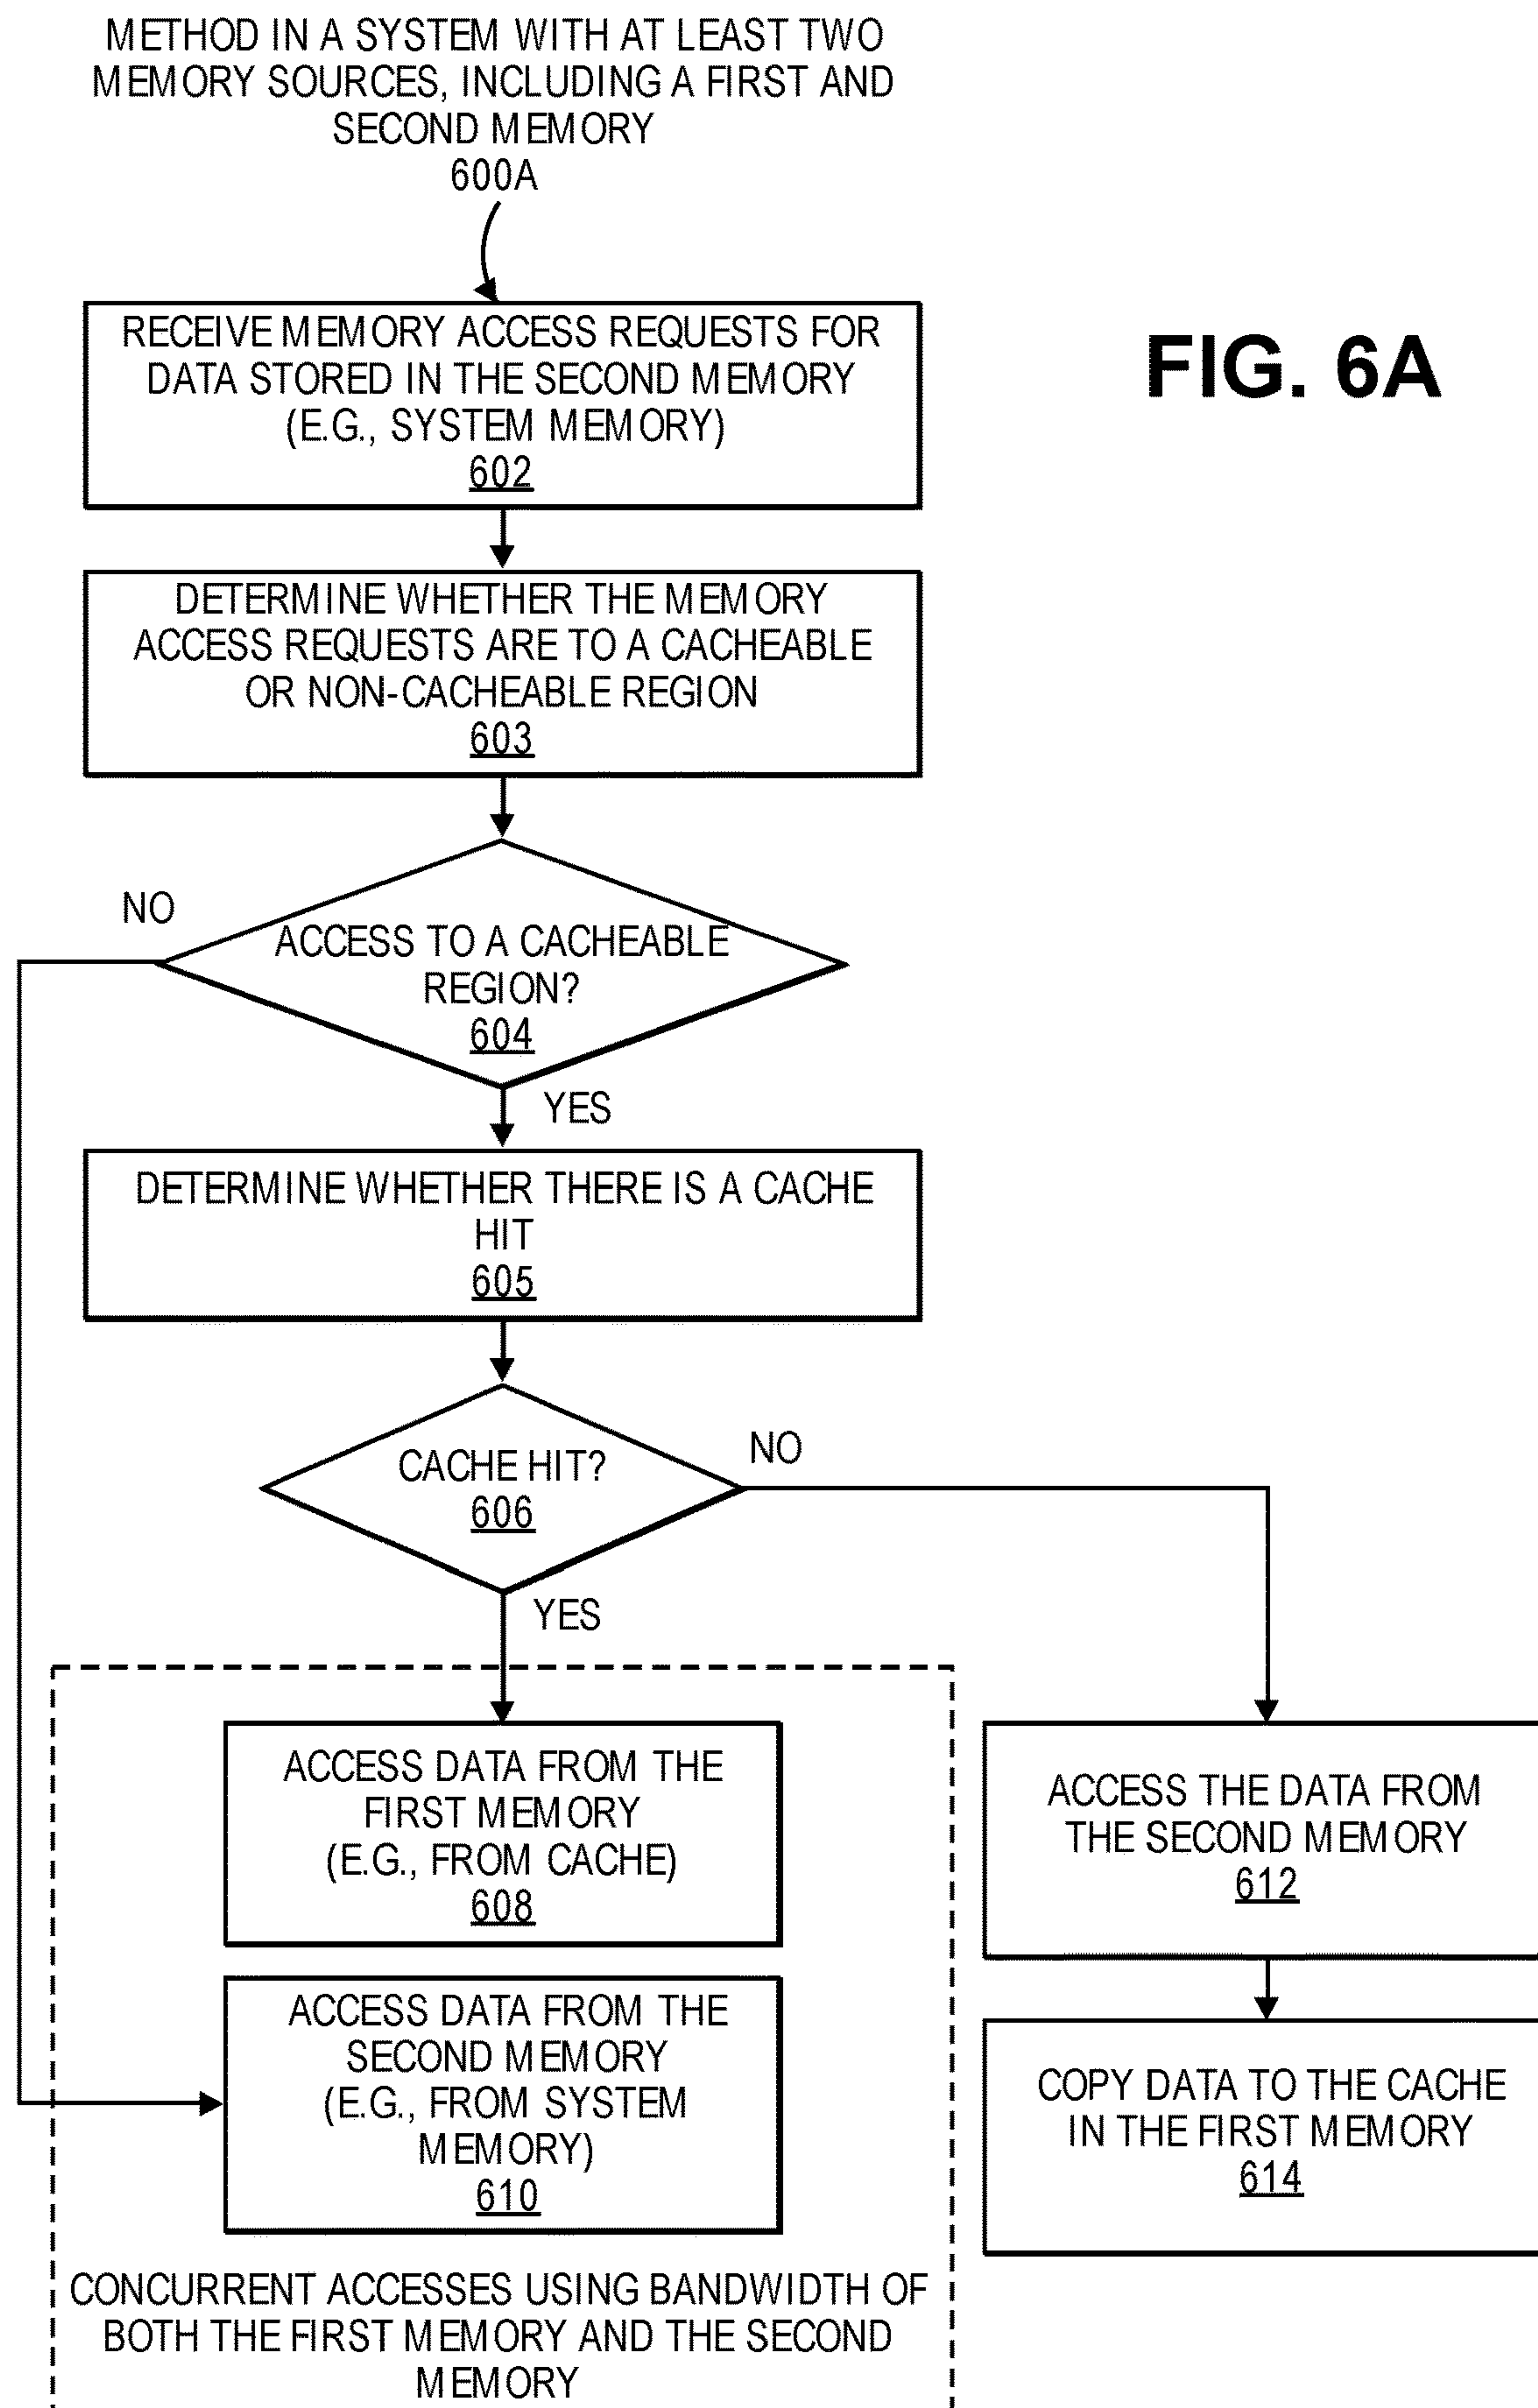 METHOD IN A SYSTEM WITH AT LEAST TWO
MEMORY SOURCES, INCLUDING A FIRST AND
SECOND MEMORY
600A
FIG. 6A
RECEIVE MEMORY ACCESS REQUESTS FOR
DATA STORED IN THE SECOND MEMORY
(E.G., SYSTEM MEMORY)
602
DETERMINE WHETHER THE MEMORY
ACCESS REQUESTS ARE TO A CACHEABLE
OR NON-CACHEABLE REGION
603
NO
ACCESS TO A CACHEABLE
REGION?
604
YES
DETERMINE WHETHER THERE IS A CACHE
HIT
605
CACHE HIT?
606
NO
YES
ACCESS DATA FROM THE
FIRST MEMORY
(E.G., FROM CACHE)
608
ACCESS DATA FROM THE
SECOND MEMORY
(E.G., FROM SYSTEM
MEMORY)
610
CONCURRENT ACCESSES USING BANDWIDTH OF
BOTH THE FIRST MEMORY AND THE SECOND
MEMORY
ACCESS THE DATA FROM
THE SECOND MEMORY
612
COPY DATA TO THE CACHE
IN THE FIRST MEMORY
614